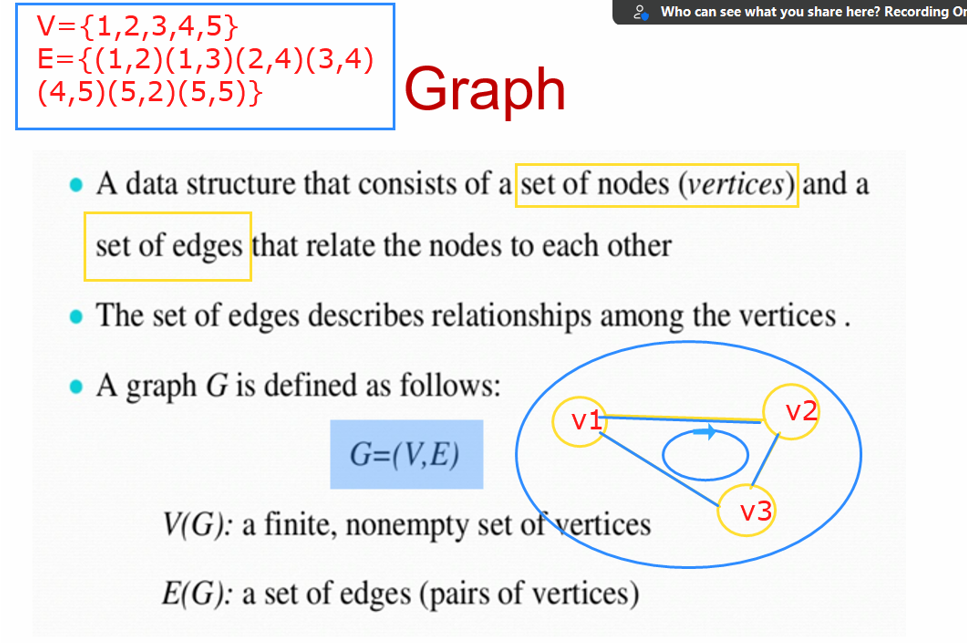 Who can see what you share here? Recording On
V={1,2,3,4,5}
E={(1,2)(1,3)(2,4)(3,4)
(4,5)(5,2)(5,5)}
Graph
• A data structure that consists of a set of nodes (vertices) and a
set of edges that relate the nodes to each other
• The set of edges describes relationships among the vertices .
• A graph G is defined as follows:
G=(V,E)
v1
v2
v3
V(G): a finite, nonempty set of vertices
E(G): a set of edges (pairs of vertices)